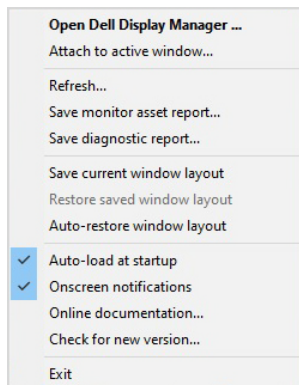 Open Dell Display Manager ...
Attach to active window...
Refresh...
Save monitor asset report...
Save diagnostic report...
Save current window layout
Restore saved window layout
Auto-restore window layout
Auto-load at startup
Onscreen notifications
Online documentation...
Check for new version...
Exit